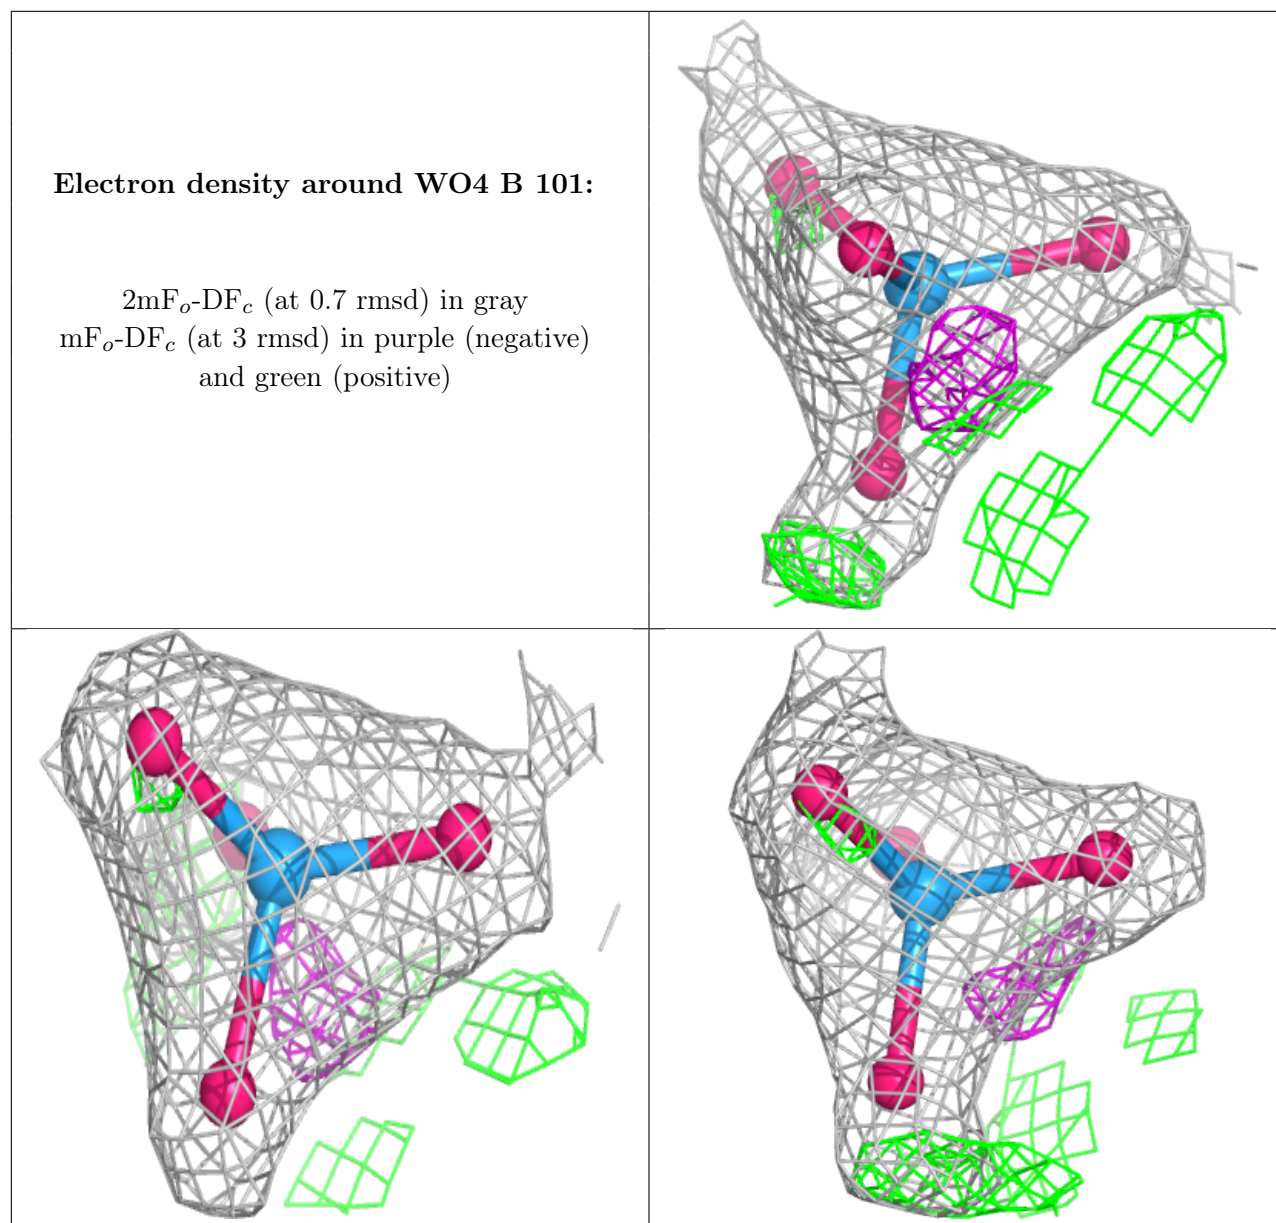 Electron density around WO4 B 101:
2mFo-DFc (at 0.7 rmsd) in gray
mFo-DFc (at 3 rmsd) in purple (negative)
and green (positive)